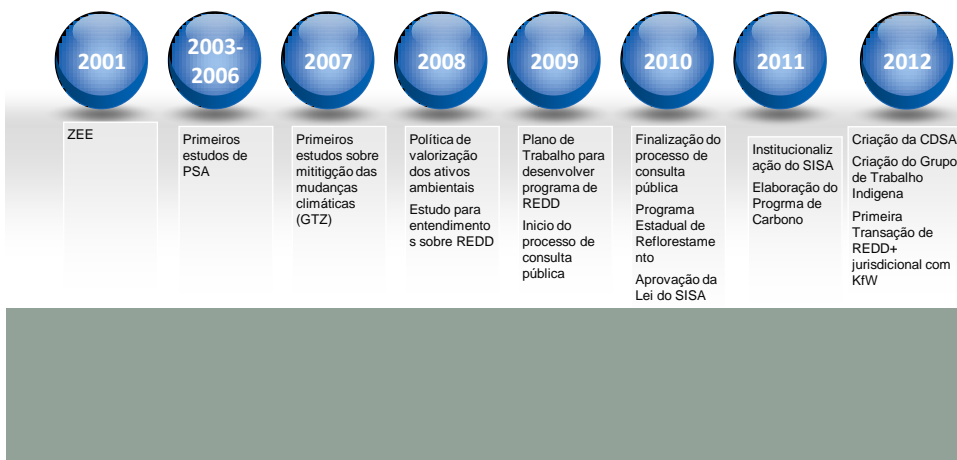 2001
ZEE
2003-
2006
Primeiros
estudos de
PSA
2007
Primeiros
estudos sobre
mititigção das
mudanças
climáticas
(GTZ)
2008
Política de
valorização
dos ativos
ambientais
Estudo para
entendimento
s sobre REDD
2009
Plano de
Trabalho para
desenvolver
programa de
REDD
Inicio do
processo de
consulta
pública
2010
Finalização do
processo de
consulta
pública
Programa
Estadual de
Reflorestame
nto
Aprovação da
Lei do SISA
2011
Institucionaliz
ação do SISA
Elaboração do
Progrma de
Carbono
2012
Criação da CDSA
Criação do Grupo
de Trabalho
Indigena
Primeira
Transação de
REDD+
jurisdicional com
KfW